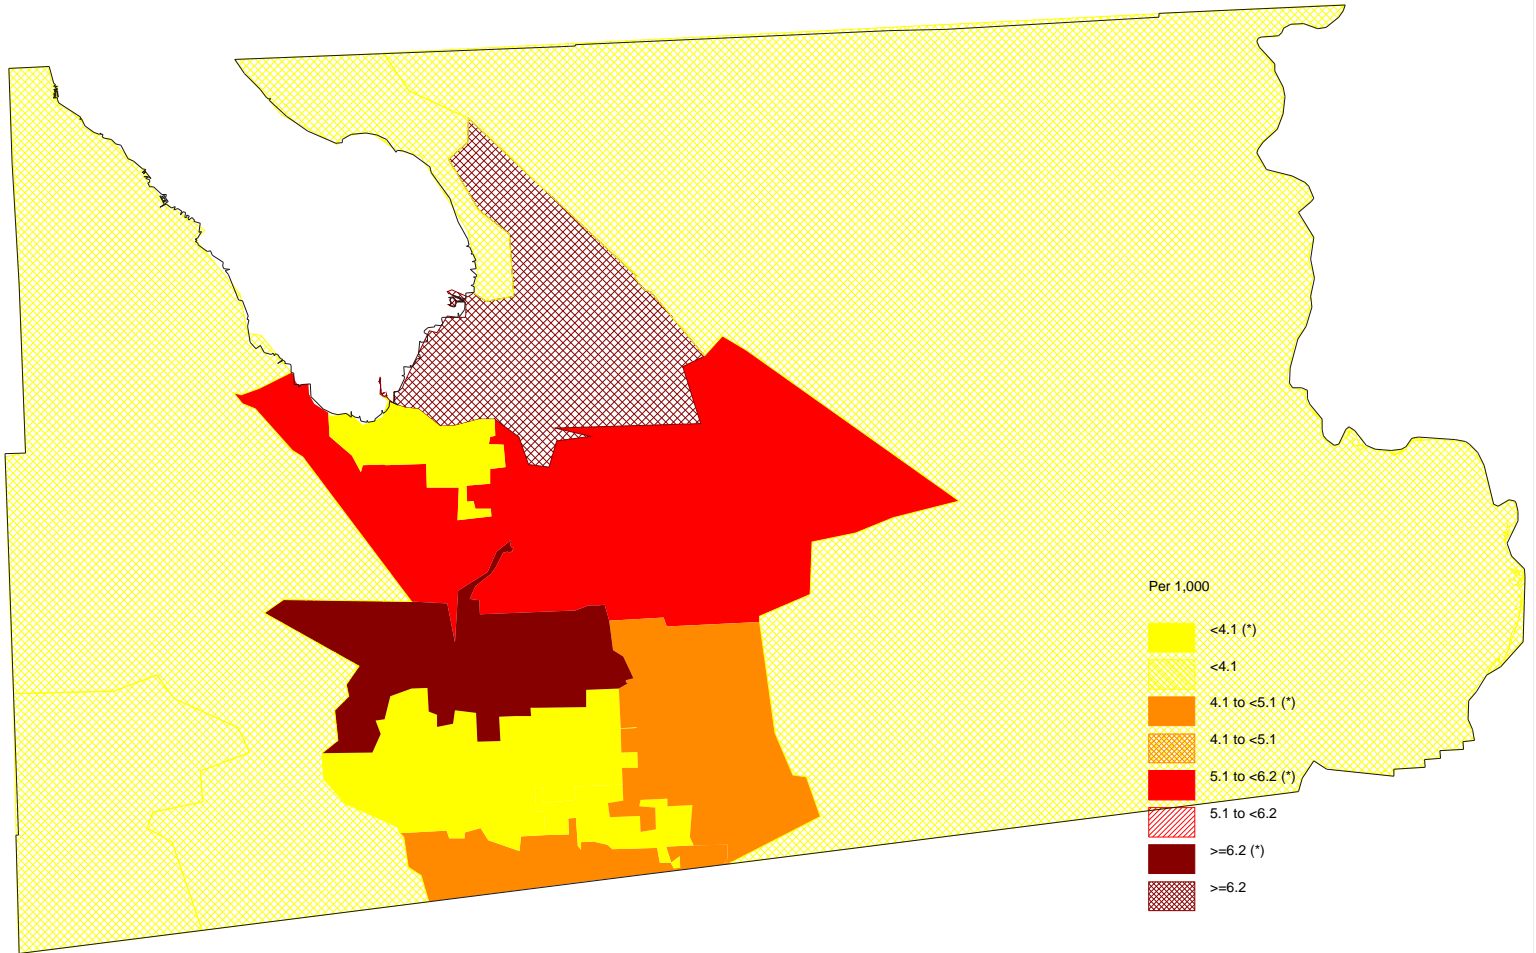 Per 1,000
<4.1 (*)
<4.1
4.1 to <5.1 (*)
4.1 to <5.1
5.1 to <6.2 (*)
5.1 to <6.2
>=6.2 (*)
>=6.2